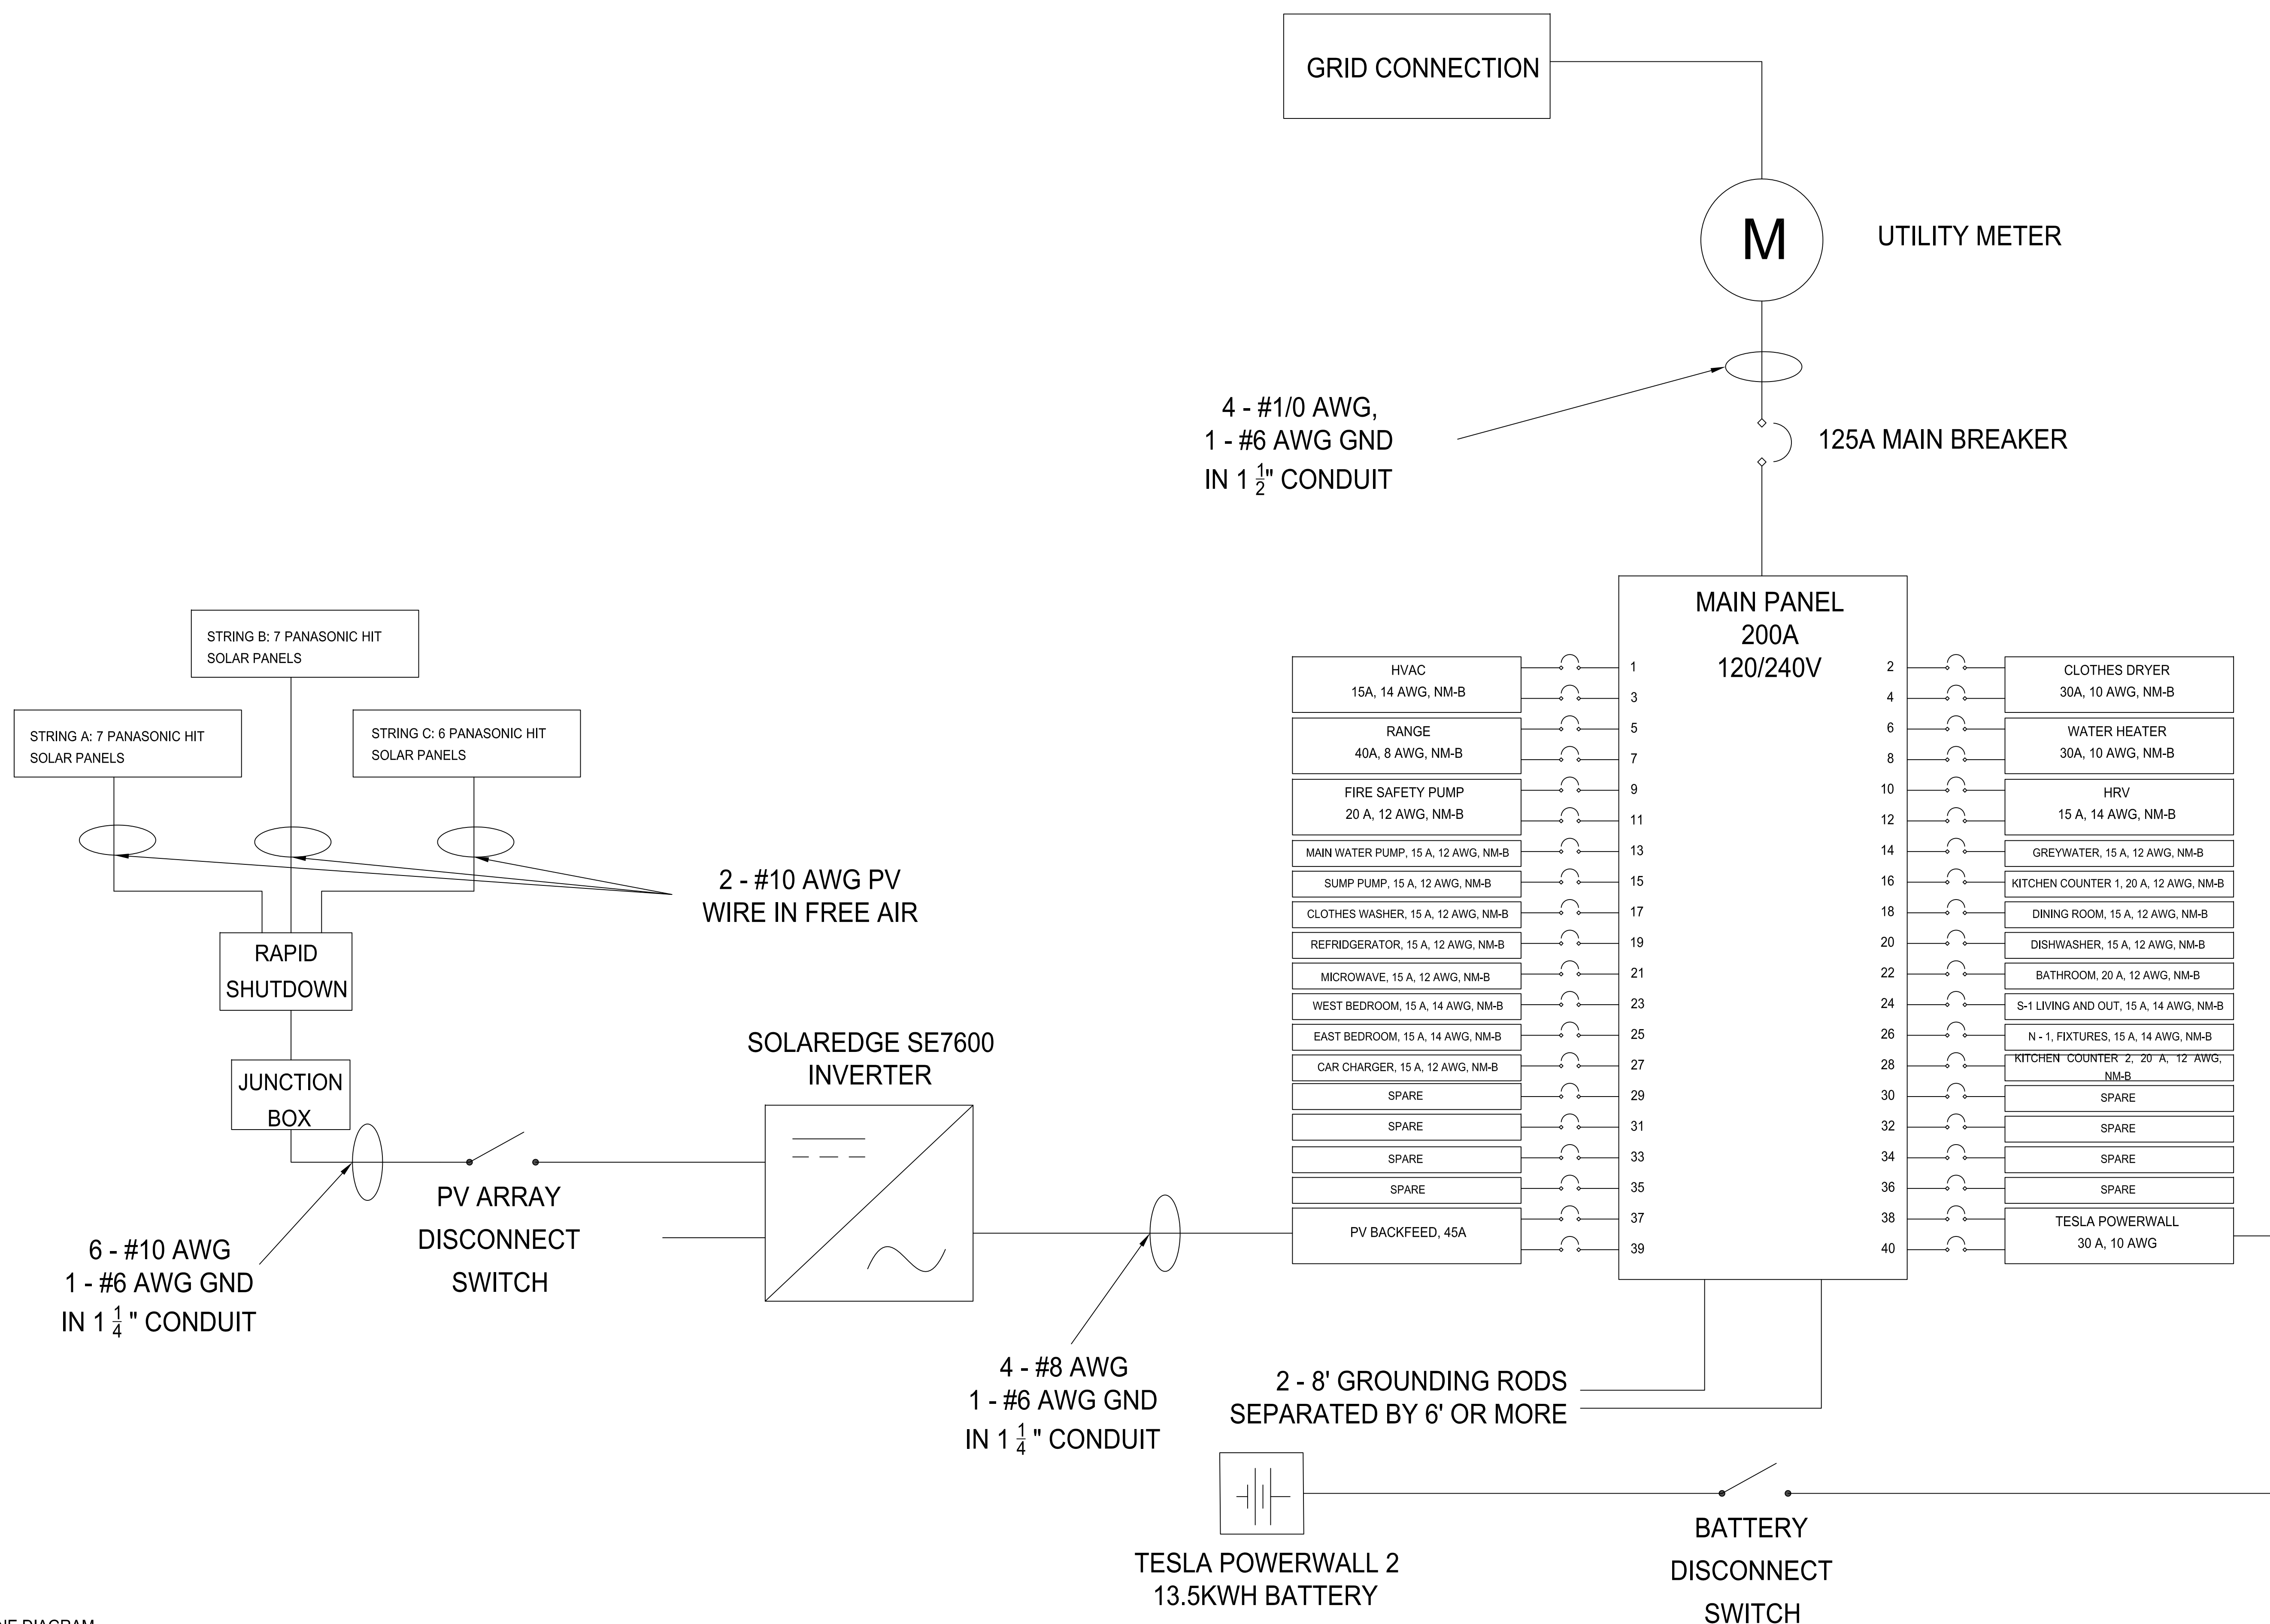 GRID CONNECTION
M
UTILITY METER
4 - #1/0 AWG,
1 - #6 AWG GND
IN 1 1/2" CONDUIT
125A MAIN BREAKER
STRING B: 7 PANASONIC HIT
SOLAR PANELS
STRING A: 7 PANASONIC HIT
SOLAR PANELS
STRING C: 6 PANASONIC HIT
SOLAR PANELS
2 - #10 AWG PV
WIRE IN FREE AIR
RAPID
SHUTDOWN
JUNCTION
BOX
6 - #10 AWG
1 - #6 AWG GND
IN 1 1/4 " CONDUIT
PV ARRAY
DISCONNECT
SWITCH
SOLAREDGE SE7600
INVERTER
4 - #8 AWG
1 - #6 AWG GND
IN 1 1/4 " CONDUIT
MAIN PANEL
200A
120/240V
HVAC
15A, 14 AWG, NM-B
1
3
RANGE
40A, 8 AWG, NM-B
5
7
FIRE SAFETY PUMP
20 A, 12 AWG, NM-B
9
11
MAIN WATER PUMP, 15 A, 12 AWG, NM-B
13
SUMP PUMP, 15 A, 12 AWG, NM-B
15
CLOTHES WASHER, 15 A, 12 AWG, NM-B
17
REFRIDGERATOR, 15 A, 12 AWG, NM-B
19
MICROWAVE, 15 A, 12 AWG, NM-B
21
WEST BEDROOM, 15 A, 14 AWG, NM-B
23
EAST BEDROOM, 15 A, 14 AWG, NM-B
25
CAR CHARGER, 15 A, 12 AWG, NM-B
27
SPARE
29
SPARE
31
SPARE
33
SPARE
35
PV BACKFEED, 45A
37
39
2
4
CLOTHES DRYER
30A, 10 AWG, NM-B
6
8
WATER HEATER
30A, 10 AWG, NM-B
10
12
HRV
15 A, 14 AWG, NM-B
14
GREYWATER, 15 A, 12 AWG, NM-B
16
KITCHEN COUNTER 1, 20 A, 12 AWG, NM-B
18
DINING ROOM, 15 A, 12 AWG, NM-B
20
DISHWASHER, 15 A, 12 AWG, NM-B
22
BATHROOM, 20 A, 12 AWG, NM-B
24
S-1 LIVING AND OUT, 15 A, 14 AWG, NM-B
26
N - 1, FIXTURES, 15 A, 14 AWG, NM-B
28
KITCHEN COUNTER 2, 20 A, 12 AWG,
NM-B
30
SPARE
32
SPARE
34
SPARE
36
SPARE
38
40
TESLA POWERWALL
30 A, 10 AWG
2 - 8' GROUNDING RODS
SEPARATED BY 6' OR MORE
TESLA POWERWALL 2
13.5KWH BATTERY
BATTERY
DISCONNECT
SWITCH
DIAGRAM